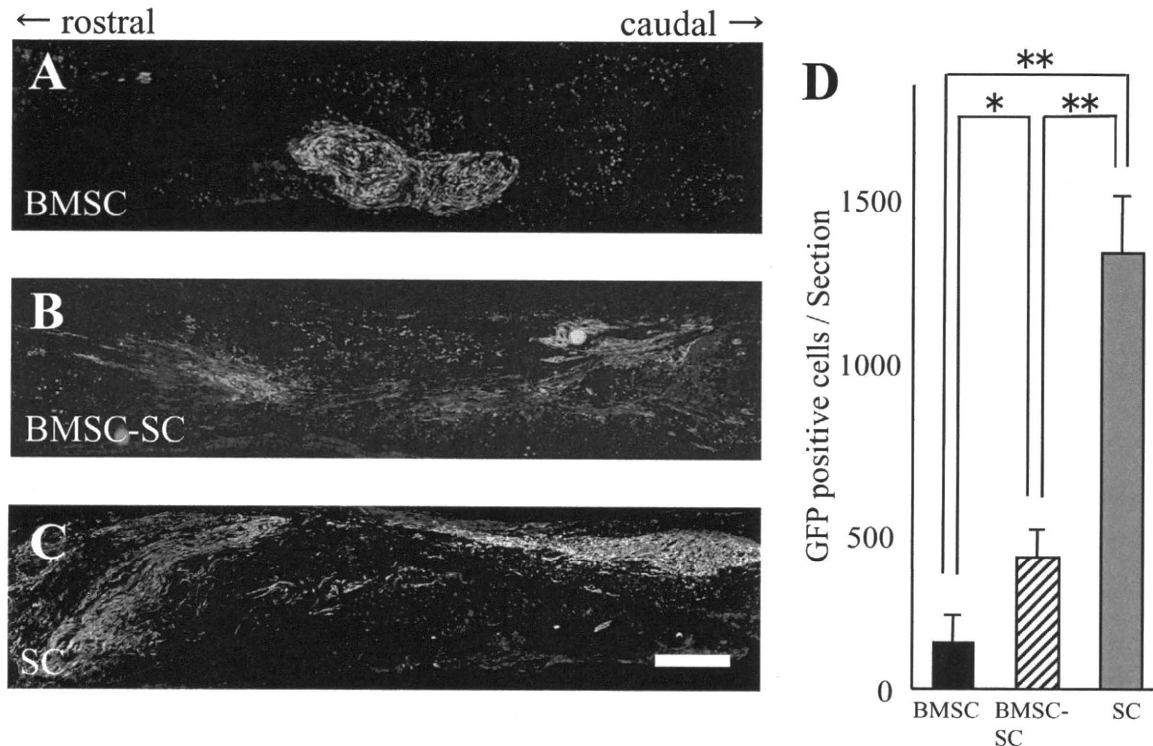 ← rostral
caudal →
A
BMSC
B
BMSC-SC
C
SC
D
**
*
**
GFP positive cells / Section
1500
1000
500
0
BMSC
BMSC-
SC
SC